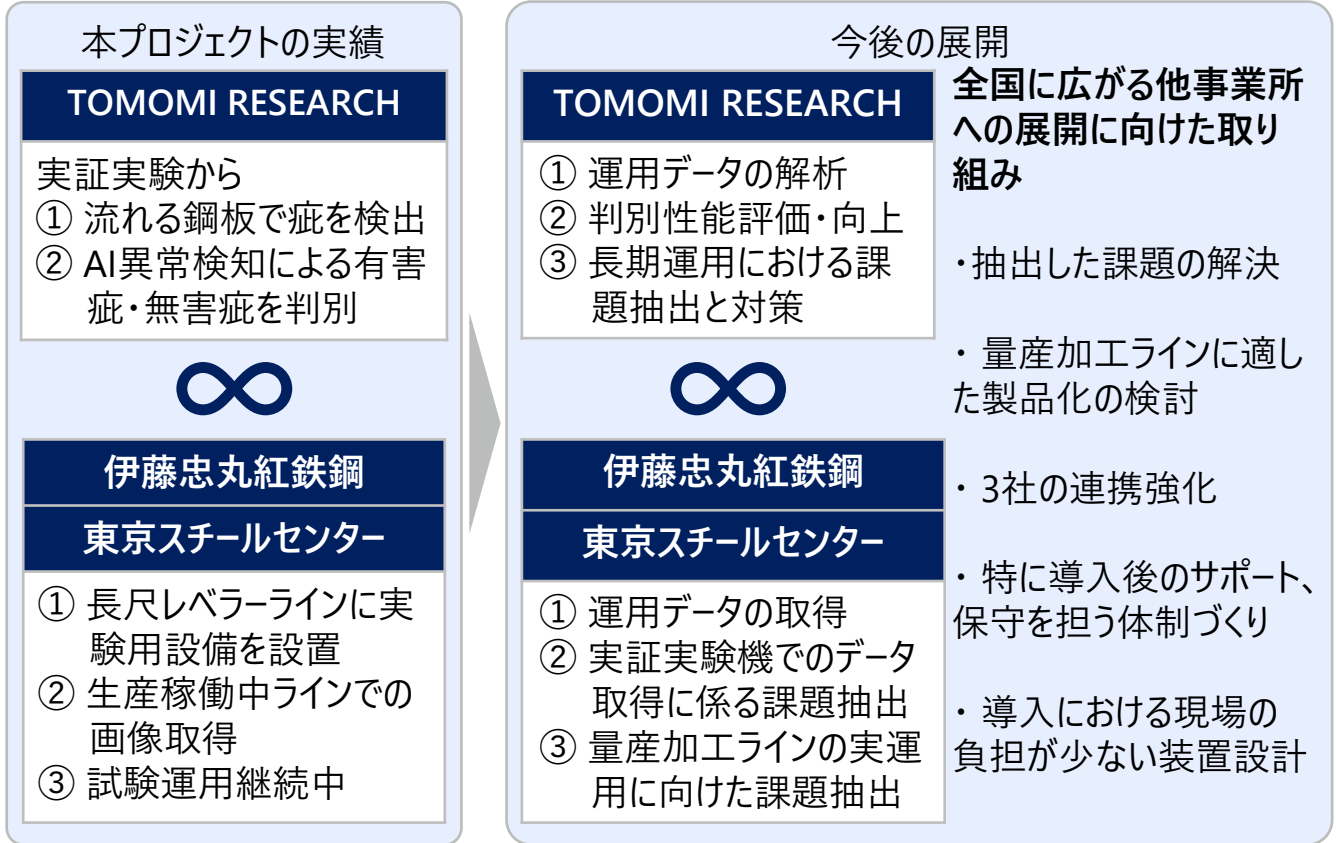 本プロジェクトの実績
TOMOMI RESEARCH
実証実験から
① 流れる鋼板で疵を検出
② AI異常検知による有害
疵・無害疵を判別
伊藤忠丸紅鉄鋼
東京スチールセンター
① 長尺レベラーラインに実
験用設備を設置
② 生産稼働中ラインでの
画像取得
③ 試験運用継続中
今後の展開
TOMOMI RESEARCH
① 運用データの解析
② 判別性能評価・向上
③ 長期運用における課
題抽出と対策
伊藤忠丸紅鉄鋼
東京スチールセンター
① 運用データの取得
② 実証実験機でのデータ
取得に係る課題抽出
③ 量産加工ラインの実運
用に向けた課題抽出
全国に広がる他事業所
への展開に向けた取り
組み
・抽出した課題の解決
・ 量産加工ラインに適し
た製品化の検討
・ 3社の連携強化
・ 特に導入後のサポート、
保守を担う体制づくり
・ 導入における現場の
負担が少ない装置設計